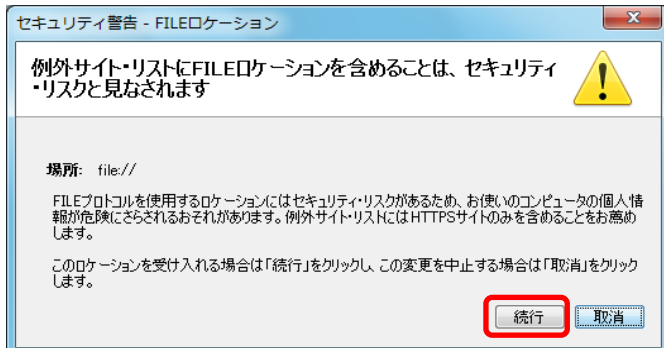 セキュリティ警告 - FILEロケーション
例外サイト・リストにFILEロケーションを含めることは、セキュリティ
・リスクと見なされます
場所: file://
FILEプロトコルを使用するロケーションにはセキュリティ・リスクがあるため、お使いのコンピュータの個人情
報が危険にさらされるおそれがあります。例外サイト・リストにはHTTPSサイトのみを含めることをお薦め
します。
このロケーションを受け入れる場合は「続行」をクリックし、この変更を中止する場合は「取消」をクリック
します。
続行 取消